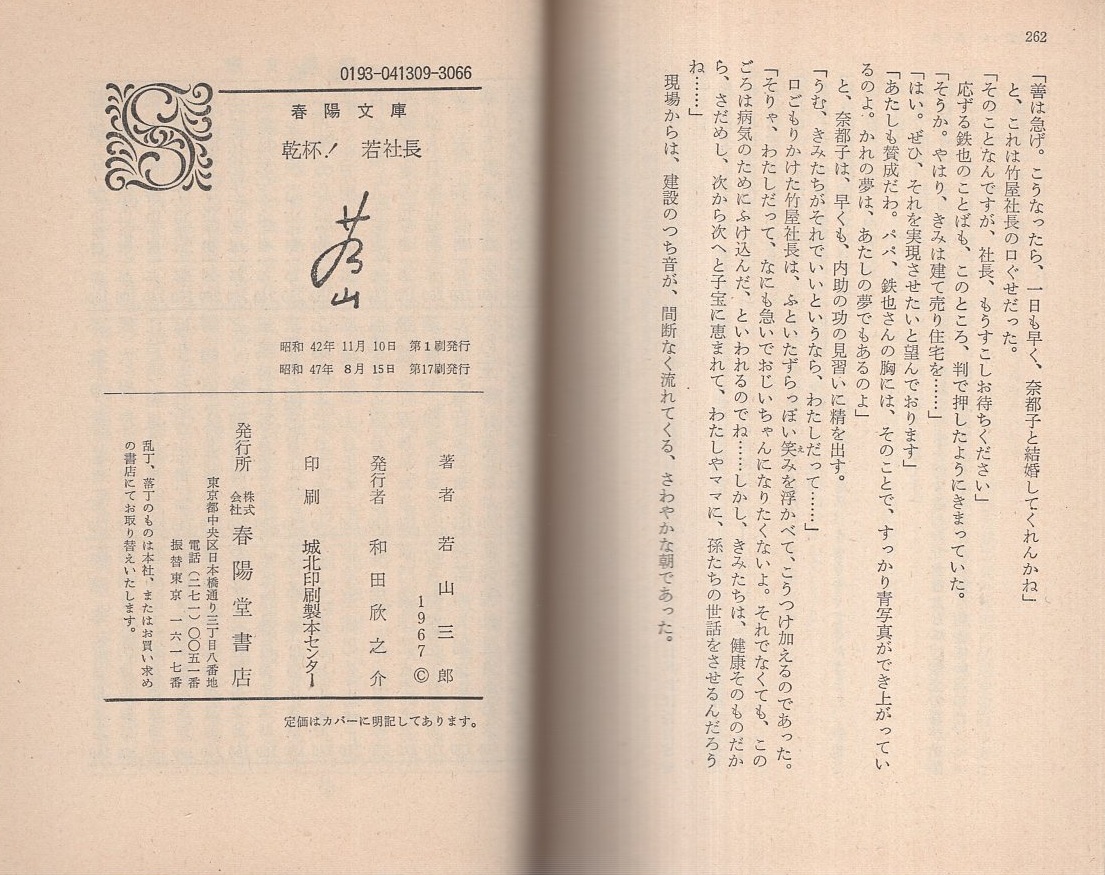 262
「善は急げ。こうなったら、一日も早く、奈都子と結婚してくれんかね」
と、これは竹屋社長の口ぐせだった。
「そのことなんですが、社長、もうすこしお待ちください」
応ずる鉄也のことばも、このところ、判で押したようにきまっていた。
「そうか。やはり、きみは建て売り住宅を……」
「はい。ぜひ、それを実現させたいと望んでおります」
「あたしも賛成だわ。パパ、鉄也さんの胸には、そのことで、すっかり青写真ができ上がってい
るのよ。かれの夢は、あたしの夢でもあるのよ」
と、奈都子は、早くも、内助の功の見習いに精を出す。
「うむ、きみたちがそれでいいというなら、わたしだって……」
口ごもりかけた竹屋社長は、ふといたずらっぽい笑みを浮かべて、こうつけ加えるのであった。
え
「そりゃ、わたしだって、なにも急いでおじいちゃんになりたくないよ。それでなくても、この
ごろは病気のためにふけ込んだ、といわれるのでね……しかし、きみたちは、健康そのものだか
ら、さだめし、次から次へと子宝に恵まれて、わたしやママに、孫たちの世話をさせるんだろう
ね……」
現場からは、建設のつち音が、間断なく流れてくる、さわやかな朝であった。
0193-041309-3066
春陽文庫
乾杯！ 若社長
昭和 42年 11月 10日 第1刷発行
昭和 47年 8月 15日 第17刷発行
著者 若山三郎
1967 ©
発行者 和田欣之介
印刷 城北印刷製本センター
発行所 株式会社 春陽堂書店
東京都中央区日本橋通り三丁目八番地
電話（二七一）〇〇五一番
振替東京 一六一七番
乱丁、落丁のものは本社、またはお買い求め
の書店にてお取り替えいたします。
定価はカバーに明記してあります。